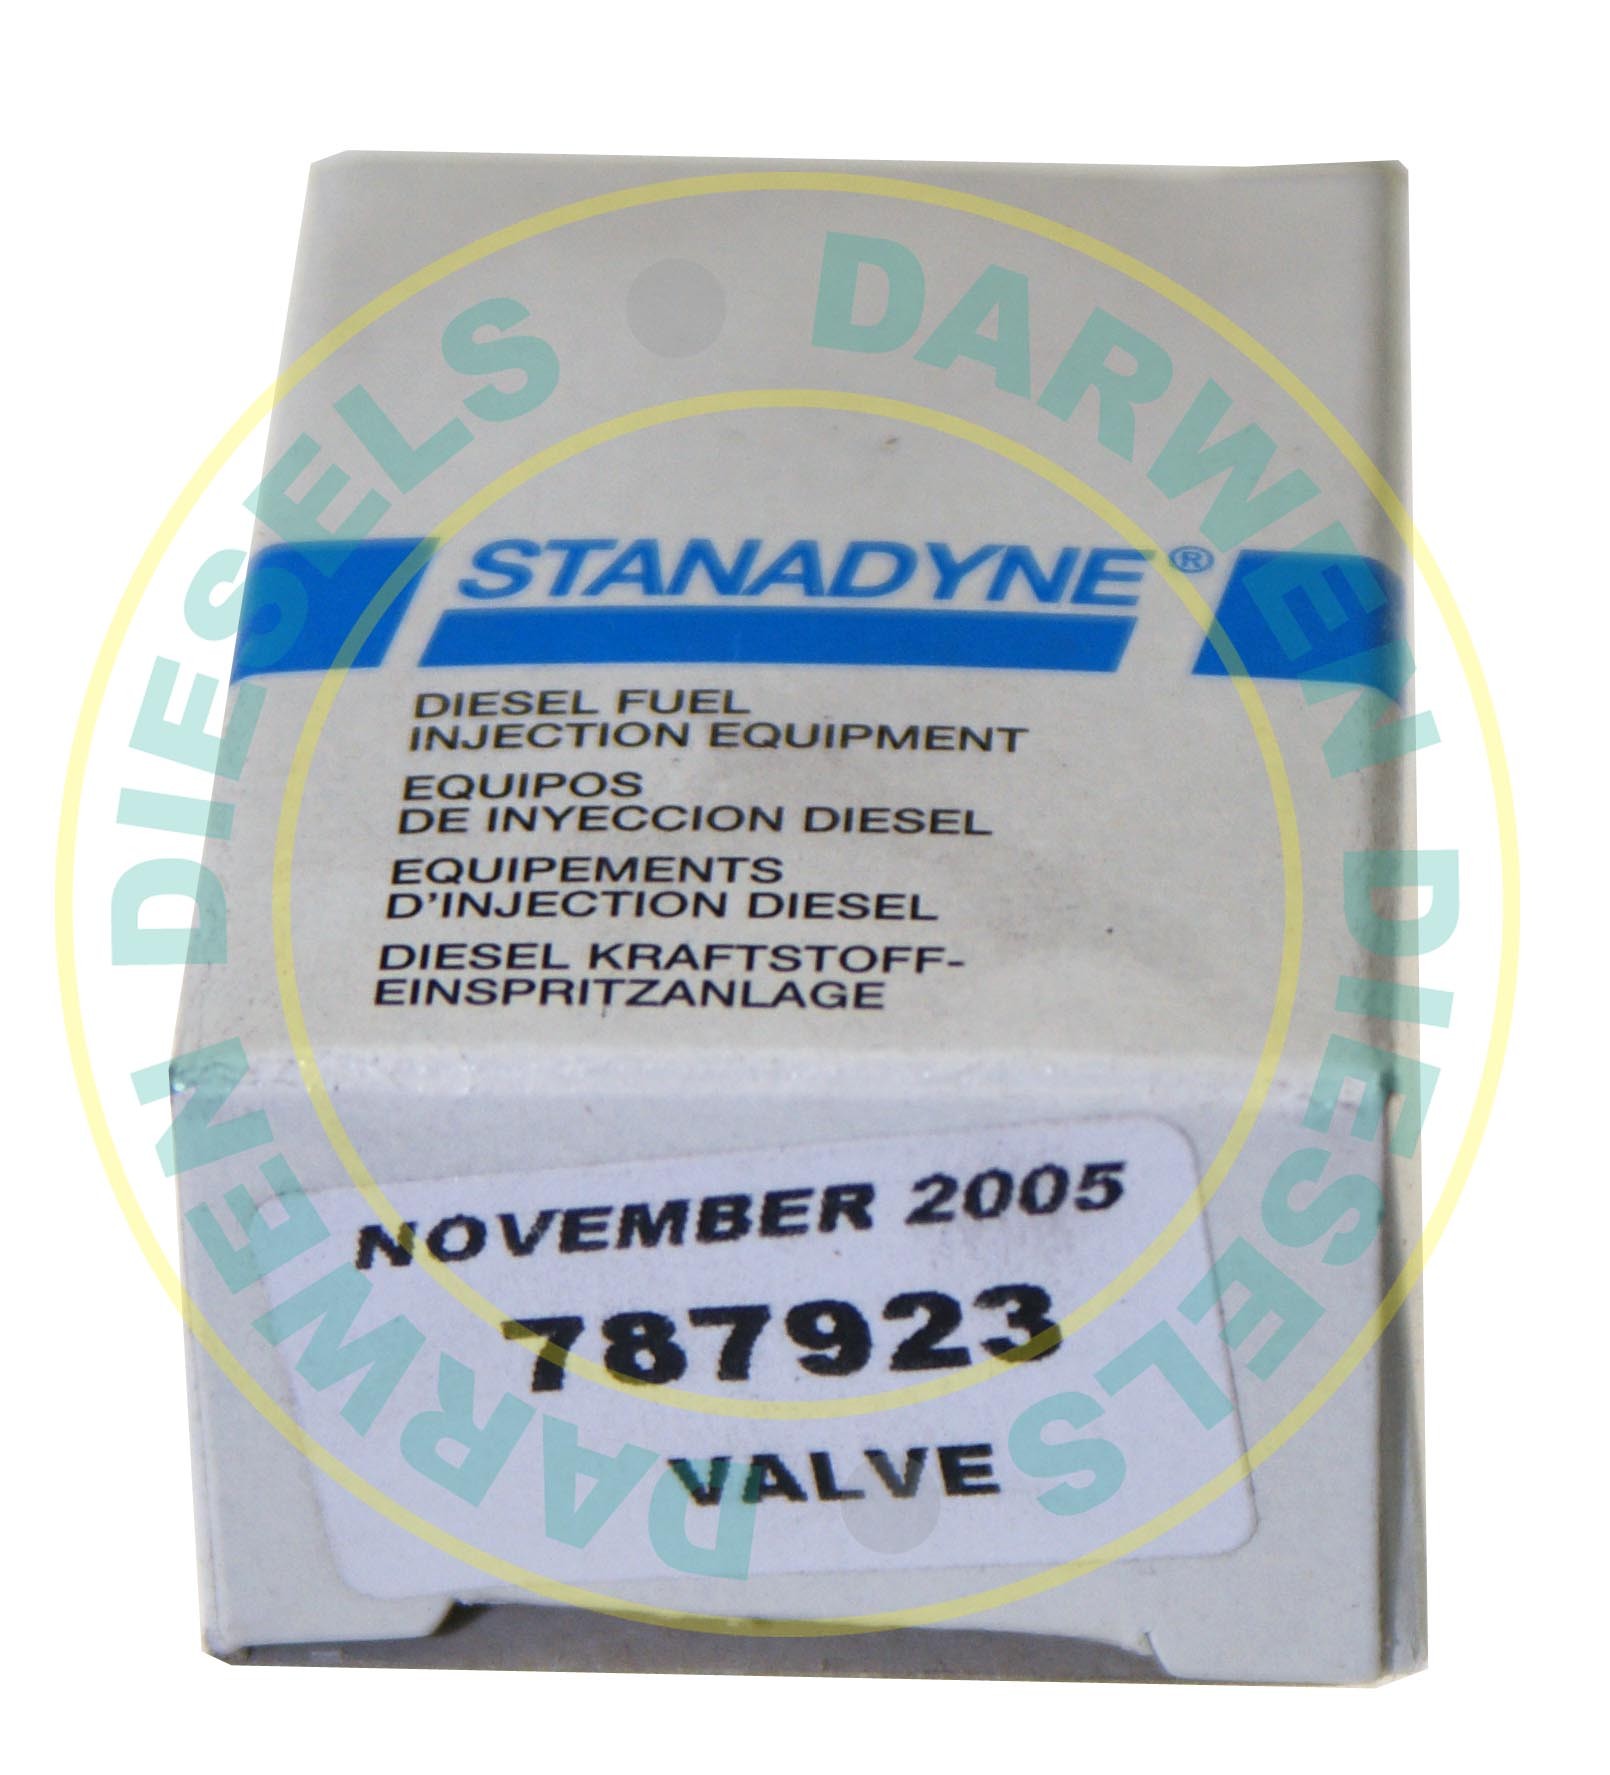 STANADYNE®
DIESEL FUEL
INJECTION EQUIPMENT
EQUIPOS
DE INYECCION DIESEL
EQUIPEMENTS
D'INJECTION DIESEL
DIESEL KRAFTSTOFF-
EINSPRITZANLAGE
NOVEMBER 2005
787923
VALVE
DARWEN DIESELS
DARWEN DIESELS